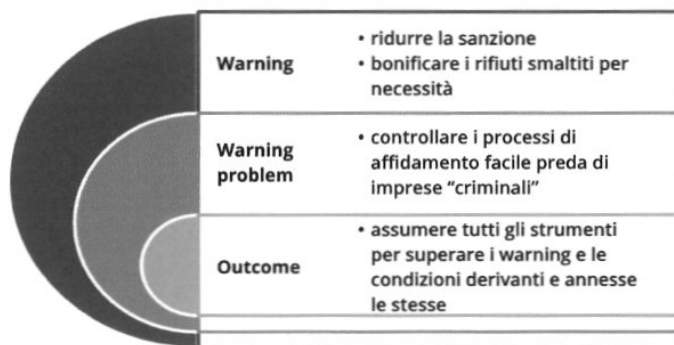 Warning
• ridurre la sanzione
• bonificare i rifiuti smaltiti per
necessità
Warning
problem
• controllare i processi di
affidamento facile preda di
imprese "criminali"
Outcome
• assumere tutti gli strumenti
per superare i warning e le
condizioni derivanti e annesse
le stesse